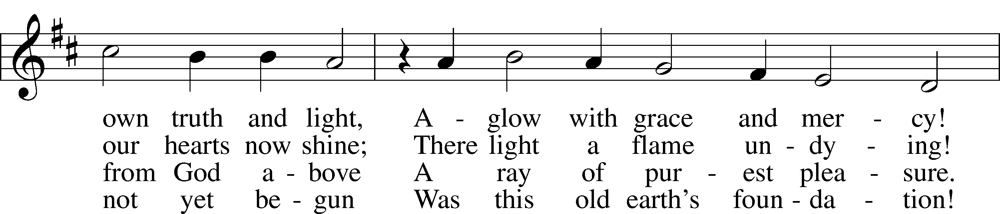 own truth and light, A - glow with grace and mer - cy!
our hearts now shine; There light a flame un - dy - ing!
from God a - bove A ray of pur - est plea - sure.
not yet be - gun Was this old earth's foun - da - tion!